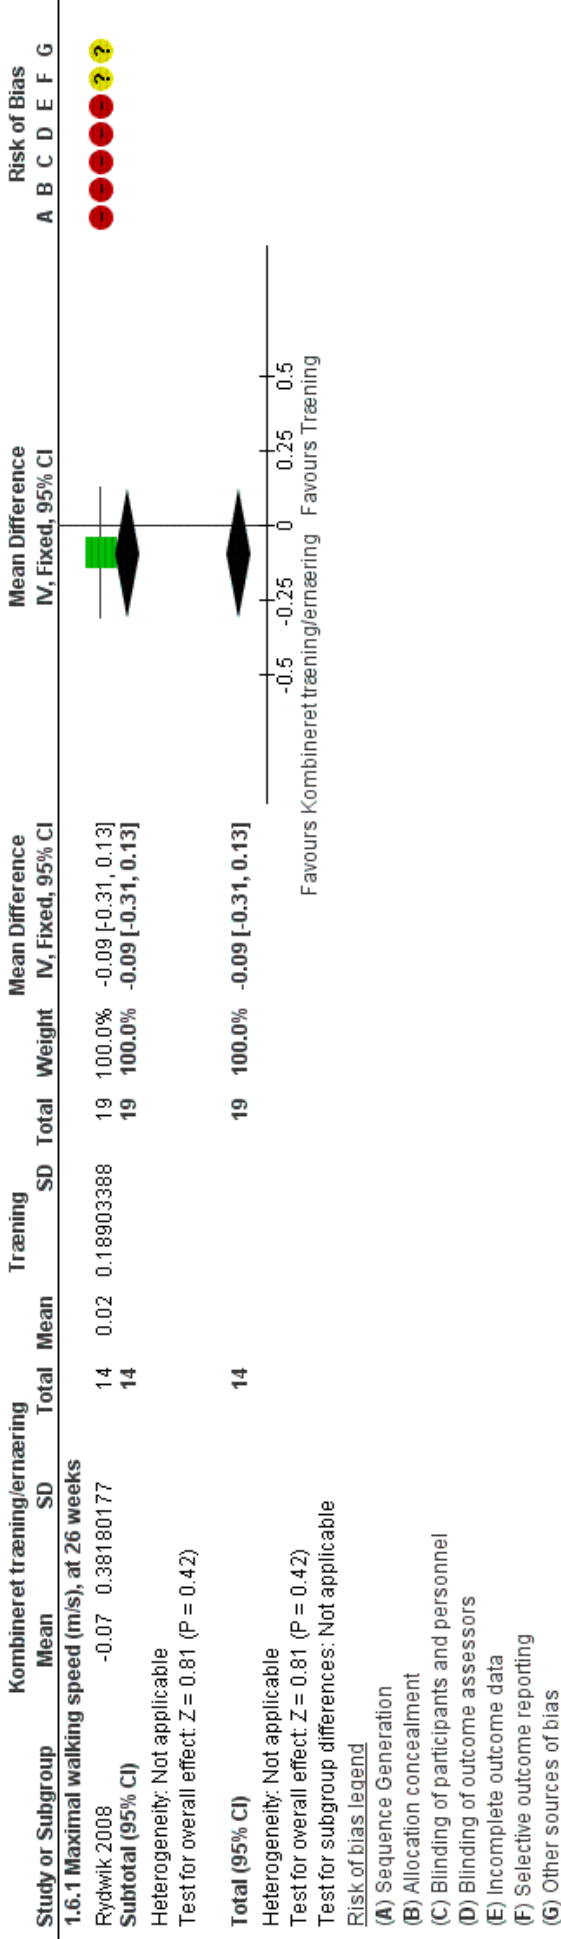 Kombineret træning/ernæring Træning Mean Difference Mean Difference Risk of Bias
Study or Subgroup Mean SD Total Mean SD Total Weight IV, Fixed, 95% CI IV, Fixed, 95% CI A B C D E F G
1.6.1 Maximal walking speed (m/s), at 26 weeks
Rydwik 2008 -0.07 0.38180177 14 0.02 0.18903388 19 100.0% -0.09 [-0.31, 0.13] - - - - - ? ?
Subtotal (95% CI) 14 19 100.0% -0.09 [-0.31, 0.13]
Heterogeneity: Not applicable
Test for overall effect: Z = 0.81 (P = 0.42)
Total (95% CI) 14 19 100.0% -0.09 [-0.31, 0.13]
Heterogeneity: Not applicable
Test for overall effect: Z = 0.81 (P = 0.42)
Test for subgroup differences: Not applicable
-0.5 -0.25 0 0.25 0.5
Favours Kombineret træning/ernæring Favours Træning
Risk of bias legend
(A) Sequence Generation
(B) Allocation concealment
(C) Blinding of participants and personnel
(D) Blinding of outcome assessors
(E) Incomplete outcome data
(F) Selective outcome reporting
(G) Other sources of bias